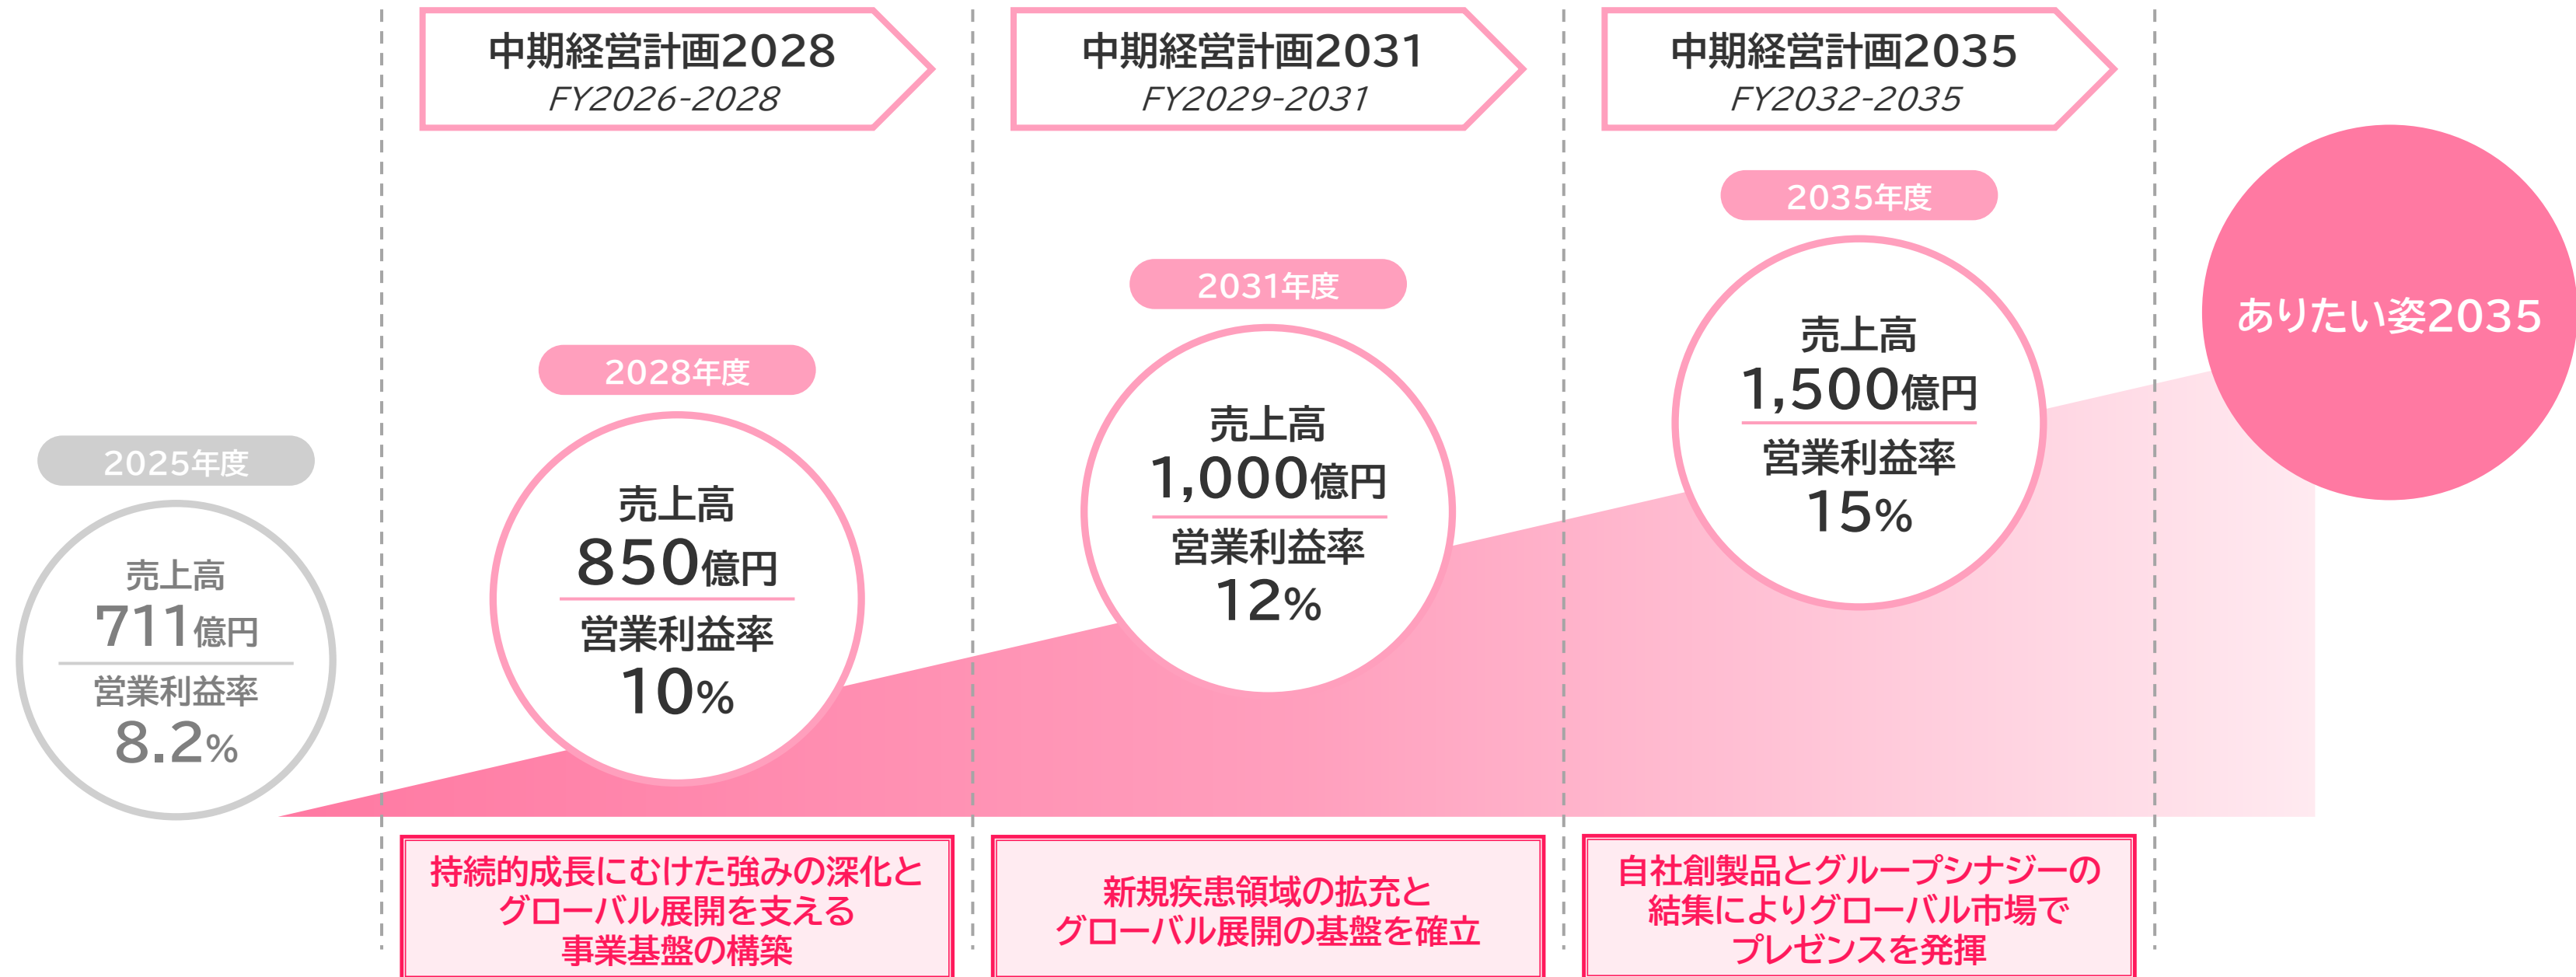 中期経営計画2028
FY2026-2028
中期経営計画2031
FY2029-2031
中期経営計画2035
FY2032-2035
2025年度
売上高
711億円
営業利益率
8.2%
2028年度
売上高
850億円
営業利益率
10%
2031年度
売上高
1,000億円
営業利益率
12%
2035年度
売上高
1,500億円
営業利益率
15%
ありたい姿2035
持続的成長にむけた強みの深化と
グローバル展開を支える
事業基盤の構築
新規疾患領域の拡充と
グローバル展開の基盤を確立
自社創製品とグループシナジーの
結集によりグローバル市場で
プレゼンスを発揮